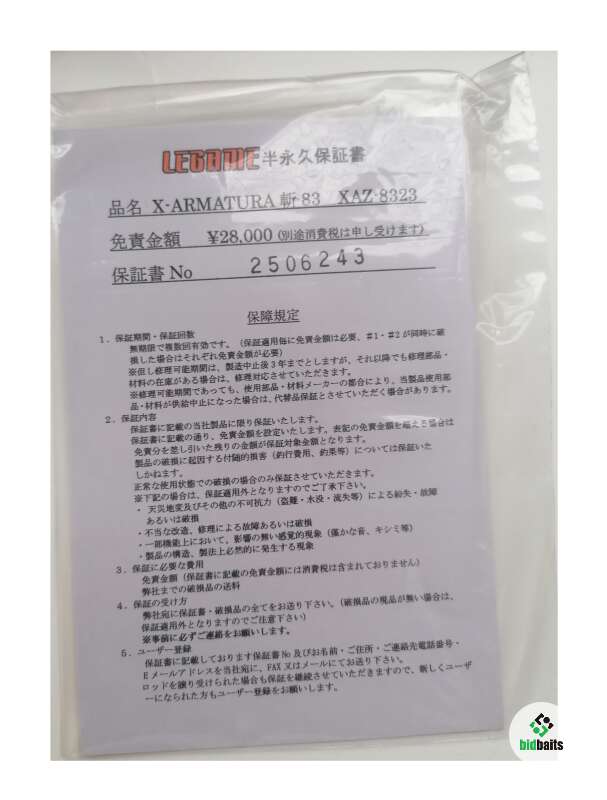 LEGAME 半永久保証書
品名 X-ARMATURA 斬-83 XAZ-8323
免責金額 ¥28,000 (別途消費税は申し受けます)
保証書 No 2506243
保障規定
1．保証期間・保証回数
無期限で複数回有効です。（保証適用毎に免責金額は必要、＃1・＃2が同時に破
損した場合はそれぞれ免責金額が必要）
※但し修理可能期間は、製造中止後3年までとしますが、それ以降でも修理部品・
材料の在庫がある場合は、修理対応させていただきます。
※修理可能期間であっても、使用部品・材料メーカーの都合により、当製品使用部
品・材料が供給中止になった場合は、代替品保証とさせていただく場合があります。
2．保証内容
保証書に記載の当社製品に限り保証いたします。
保証書に記載の通り、免責金額を設定いたします。表記の免責金額を超える場合は
免責分を差し引いた残りの金額が保証対象金額となります。
製品の破損に起因する付随的損害（釣行費用、釣果等）については保証いた
しかねます。
正常な使用状態での破損の場合のみ保証させていただきます。
※下記の場合は、保証適用外となりますのでご了承下さい。
・ 天災地変及びその他の不可抗力（盗難・水没・流失等）による紛失・故障
あるいは破損
・不当な改造、修理による故障あるいは破損
・一部機能上において、影響の無い感覚的現象（僅かな音、キシミ等）
・製品の構造、製法上必然的に発生する現象
3．保証に必要な費用
免責金額（保証書に記載の免責金額には消費税は含まれておりません）
弊社までの破損品の送料
4．保証の受け方
弊社宛に保証書・破損品の全てをお送り下さい。（破損品の現品が無い場合は、
保証適用外となりますのでご注意下さい）
※事前に必ずご連絡をお願いします。
5．ユーザー登録
保証書に記載しております保証書No 及びお名前・ご住所・ご連絡先電話番号・
Eメールアドレスを当社宛に、FAX又はメールにてお送り下さい。
ロッドを譲り受けられた場合も保証を継続させていただきますので、新しくユーザ
ーになられた方もユーザー登録をお願いします。
bidbaits